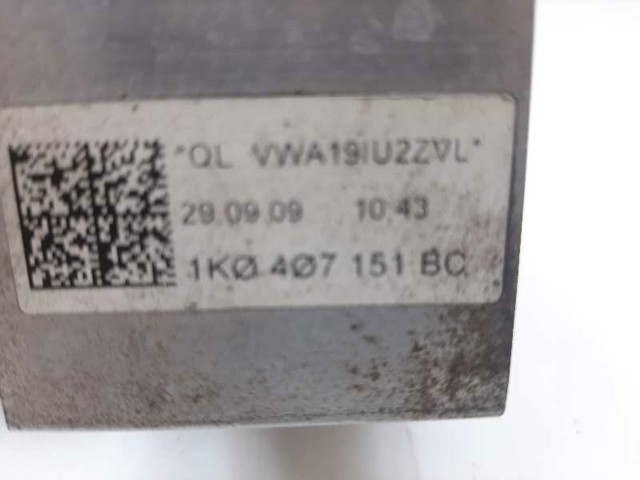 *QL VWA19IU2ZVL*
29.09.09 10:43
1KØ 4Ø7 151 BC